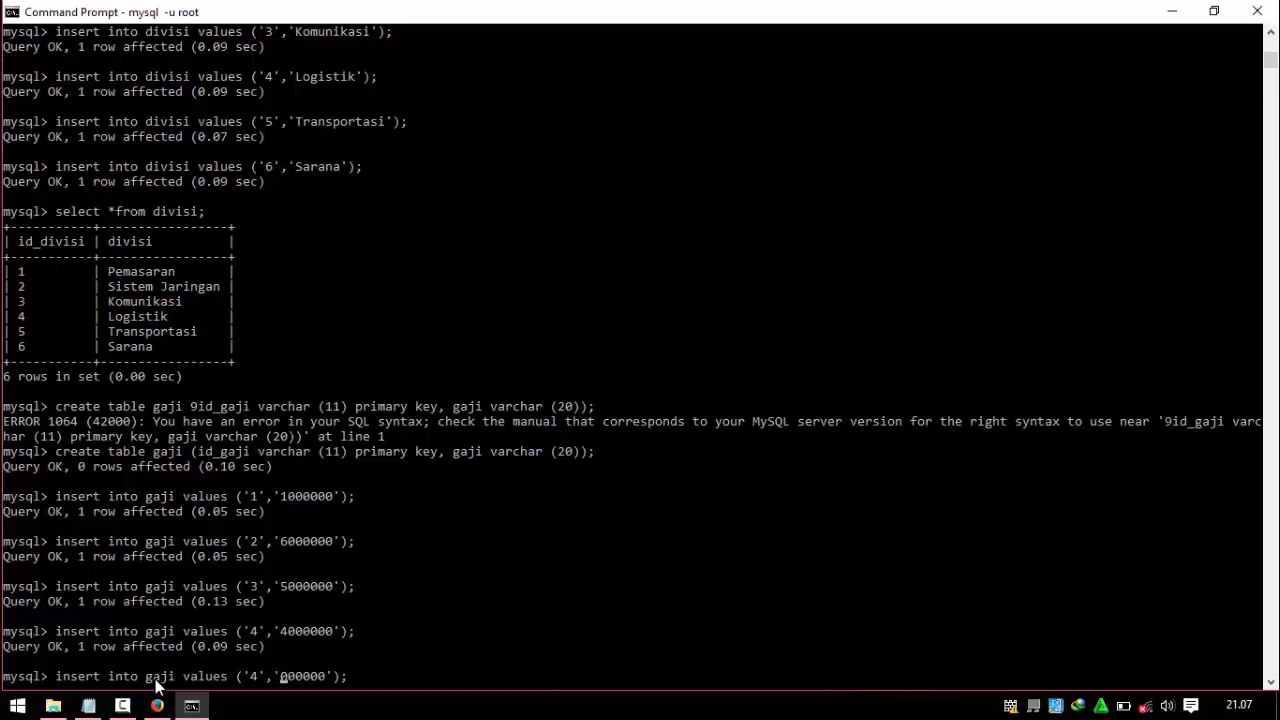 Command Prompt - mysql -u root
mysql> insert into divisi values ('3','Komunikasi');
Query OK, 1 row affected (0.09 sec)
mysql> insert into divisi values ('4','Logistik');
Query OK, 1 row affected (0.09 sec)
mysql> insert into divisi values ('5','Transportasi');
Query OK, 1 row affected (0.07 sec)
mysql> insert into divisi values ('6','Sarana');
Query OK, 1 row affected (0.09 sec)
mysql> select *from divisi;
+-----------+-----------------+
| id_divisi | divisi          |
+-----------+-----------------+
| 1         | Pemasaran       |
| 2         | Sistem Jaringan |
| 3         | Komunikasi      |
| 4         | Logistik        |
| 5         | Transportasi    |
| 6         | Sarana          |
+-----------+-----------------+
6 rows in set (0.00 sec)
mysql> create table gaji 9id_gaji varchar (11) primary key, gaji varchar (20));
ERROR 1064 (42000): You have an error in your SQL syntax; check the manual that corresponds to your MySQL server version for the right syntax to use near '9id_gaji varc
har (11) primary key, gaji varchar (20))' at line 1
mysql> create table gaji (id_gaji varchar (11) primary key, gaji varchar (20));
Query OK, 0 rows affected (0.10 sec)
mysql> insert into gaji values ('1','1000000');
Query OK, 1 row affected (0.05 sec)
mysql> insert into gaji values ('2','6000000');
Query OK, 1 row affected (0.05 sec)
mysql> insert into gaji values ('3','5000000');
Query OK, 1 row affected (0.13 sec)
mysql> insert into gaji values ('4','4000000');
Query OK, 1 row affected (0.09 sec)
mysql> insert into gaji values ('4','000000');
21.07